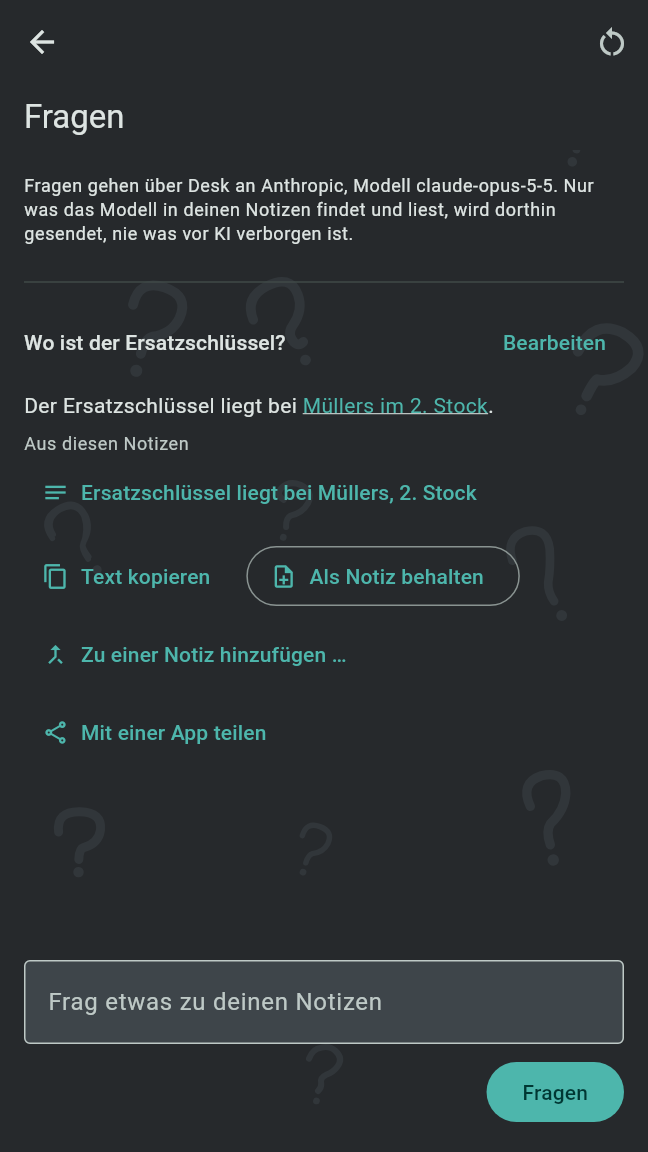 Fragen
Fragen gehen über Desk an Anthropic, Modell claude-opus-5-5. Nur
was das Modell in deinen Notizen findet und liest, wird dorthin
gesendet, nie was vor KI verborgen ist.
Wo ist der Ersatzschlüssel?
Bearbeiten
Der Ersatzschlüssel liegt bei Müllers im 2. Stock.
Aus diesen Notizen
Ersatzschlüssel liegt bei Müllers, 2. Stock
Text kopieren
Als Notiz behalten
Zu einer Notiz hinzufügen …
Mit einer App teilen
Frag etwas zu deinen Notizen
Fragen